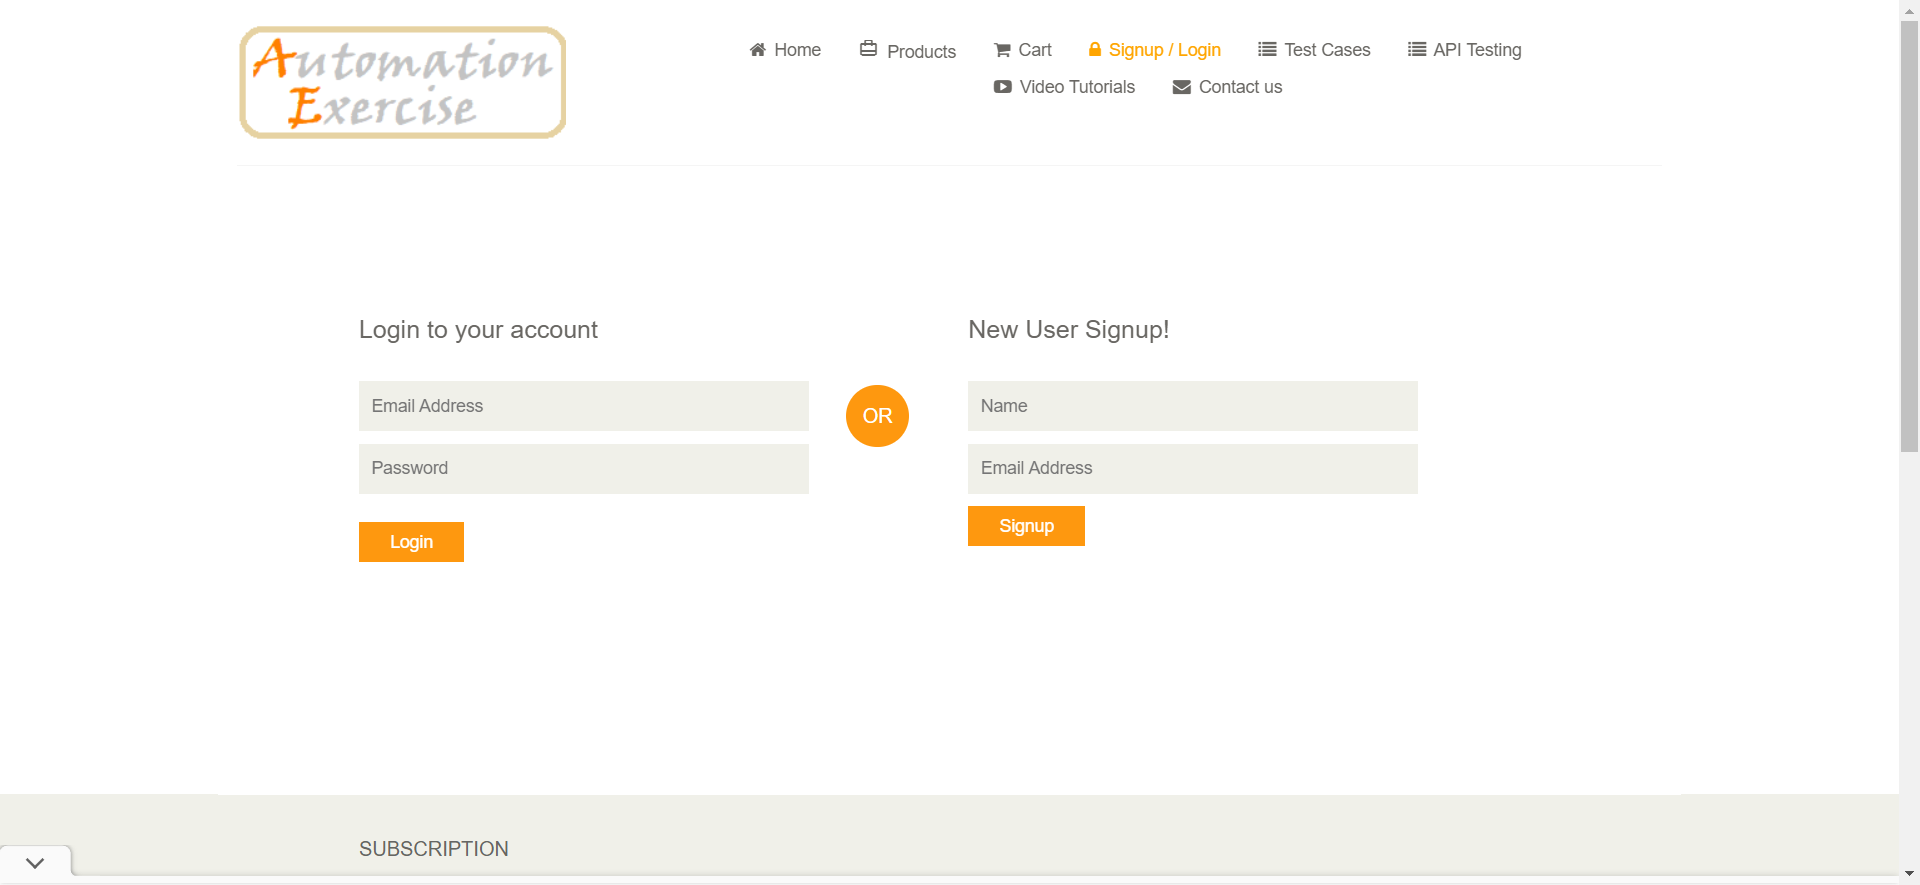 Automation
Exercise
Home
Products
Cart
Signup / Login
Test Cases
API Testing
Video Tutorials
Contact us
Login to your account
Email Address
Password
Login
OR
New User Signup!
Name
Email Address
Signup
SUBSCRIPTION